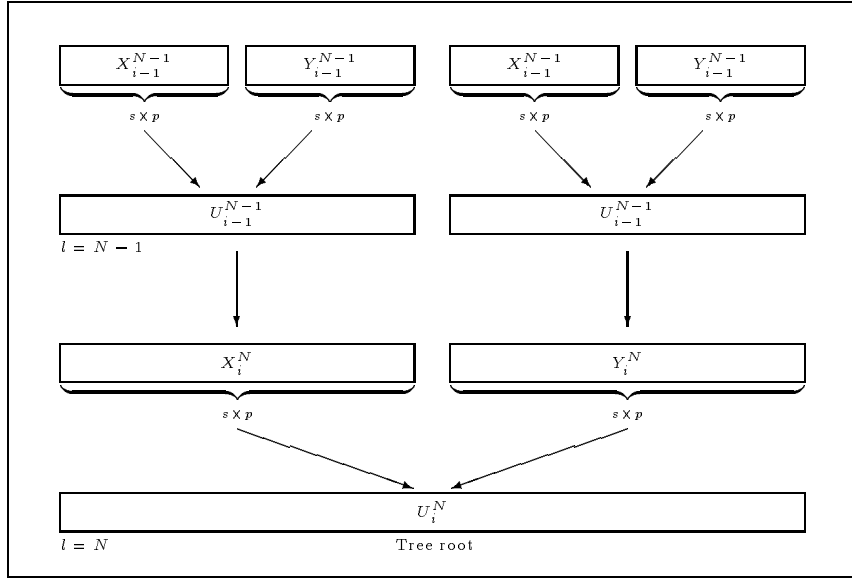 X_{i-1}^{N-1} Y_{i-1}^{N-1} X_{i-1}^{N-1} Y_{i-1}^{N-1}
s × p s × p s × p s × p
U_{i-1}^{N-1} U_{i-1}^{N-1}
l = N − 1
X_i^N Y_i^N
s × p s × p
U_i^N
l = N Tree root